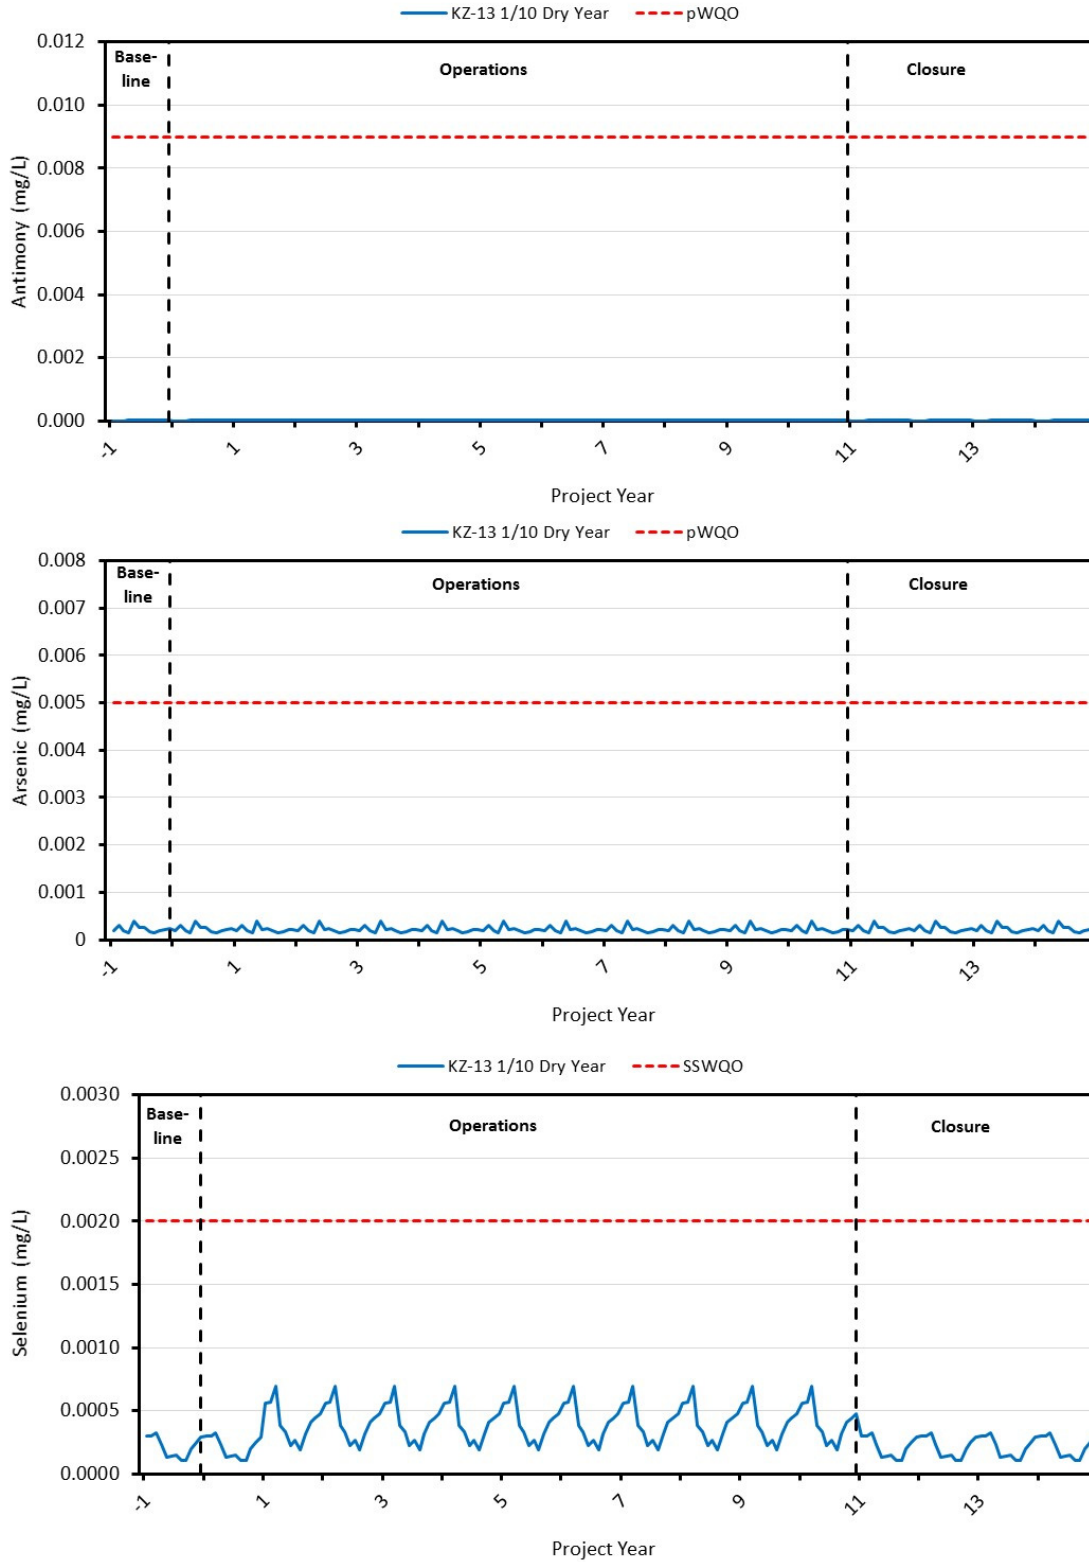 KZ-13 1/10 Dry Year pWQO
0.012
0.010
0.008
0.006
0.004
0.002
0.000
Antimony (mg/L)
Base-
line
Operations
Closure
-1 1 3 5 7 9 11 13
Project Year
KZ-13 1/10 Dry Year pWQO
0.008
0.007
0.006
0.005
0.004
0.003
0.002
0.001
0
Arsenic (mg/L)
Base-
line
Operations
Closure
-1 1 3 5 7 9 11 13
Project Year
KZ-13 1/10 Dry Year SSWQO
0.0030
0.0025
0.0020
0.0015
0.0010
0.0005
0.0000
Selenium (mg/L)
Base-
line
Operations
Closure
-1 1 3 5 7 9 11 13
Project Year